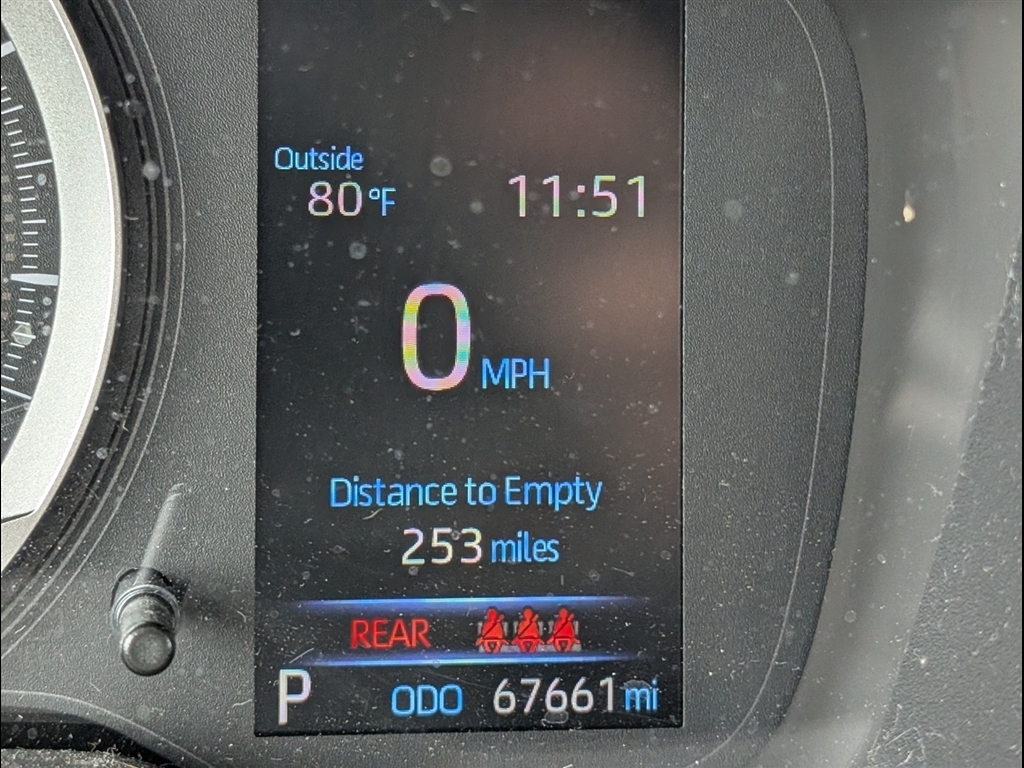 Outside
80°F 11:51
0 MPH
Distance to Empty
253 miles
REAR
P ODO 67661 mi